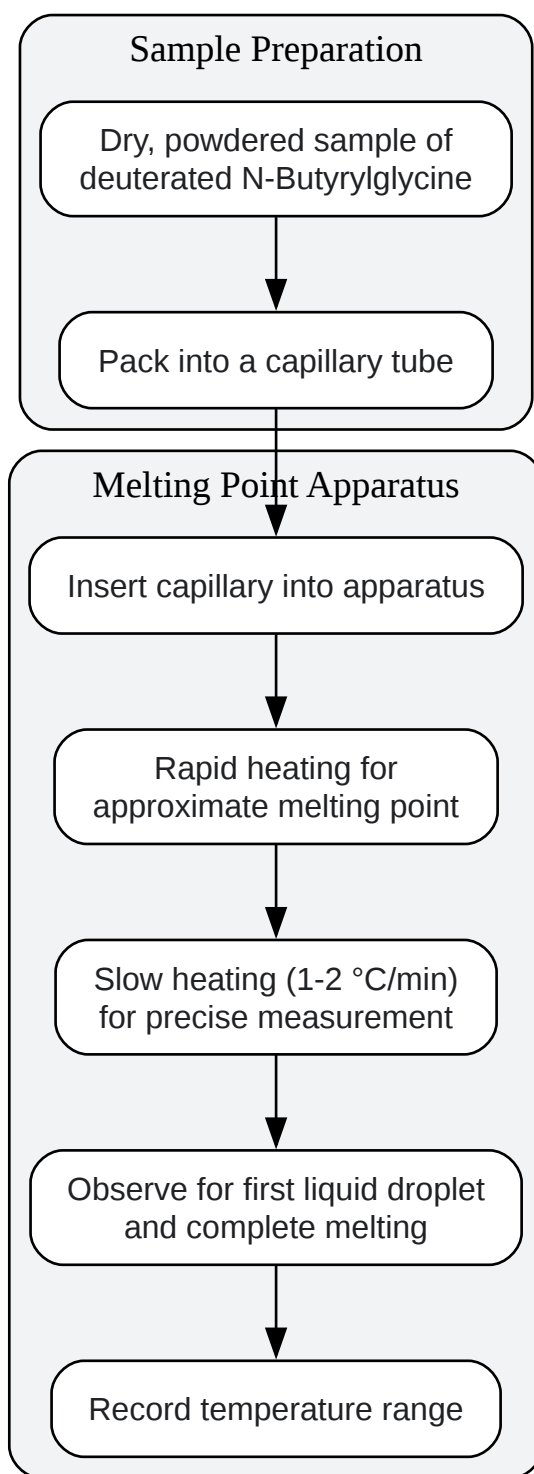 Sample Preparation
Dry, powdered sample of
deuterated N-Butyrylglycine
Pack into a capillary tube
Melting Point Apparatus
Insert capillary into apparatus
Rapid heating for
approximate melting point
Slow heating (1-2 °C/min)
for precise measurement
Observe for first liquid droplet
and complete melting
Record temperature range